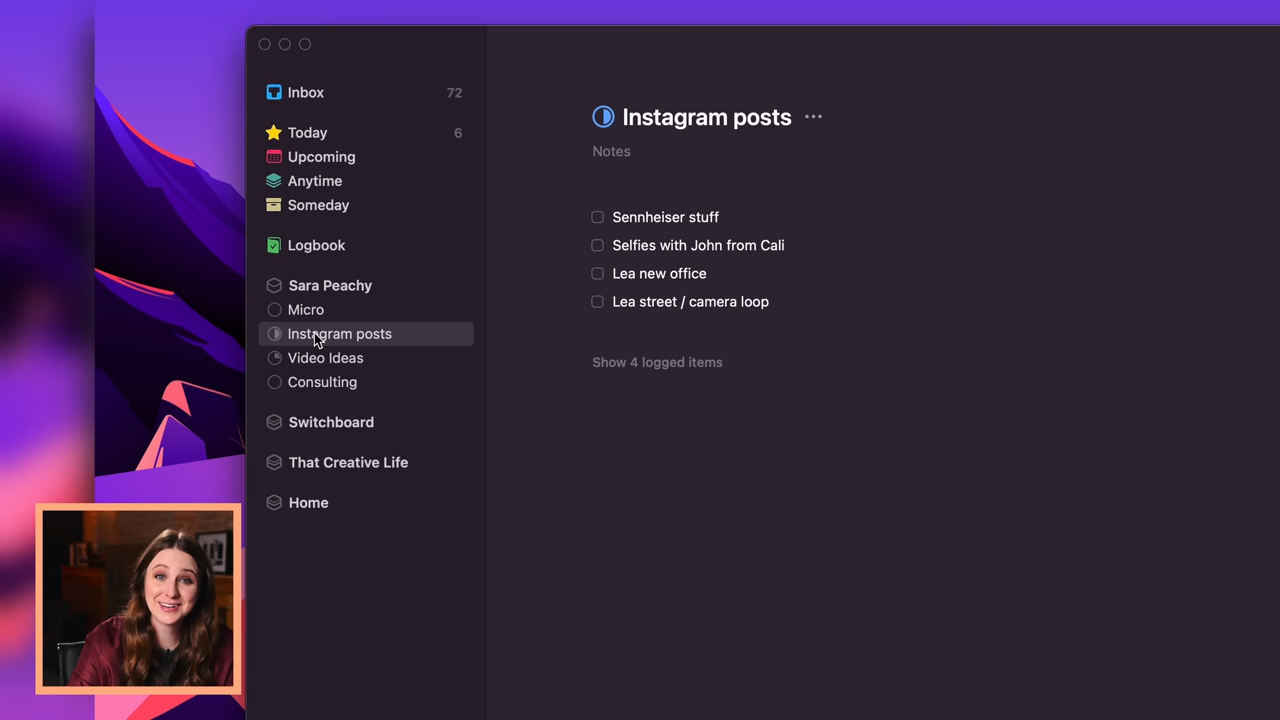 Inbox 72
Today 6
Upcoming
Anytime
Someday
Logbook
Sara Peachy
Micro
Instagram posts
Video Ideas
Consulting
Switchboard
That Creative Life
Home
Instagram posts ...
Notes
Sennheiser stuff
Selfies with John from Cali
Lea new office
Lea street / camera loop
Show 4 logged items